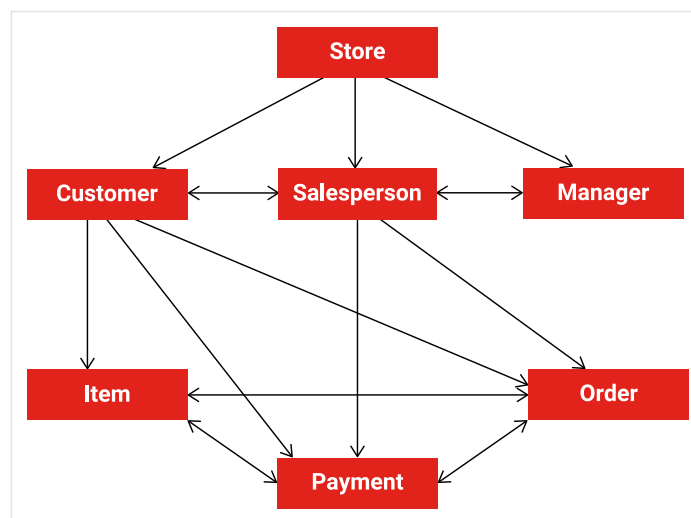 Store
Customer
Salesperson
Manager
Item
Order
Payment